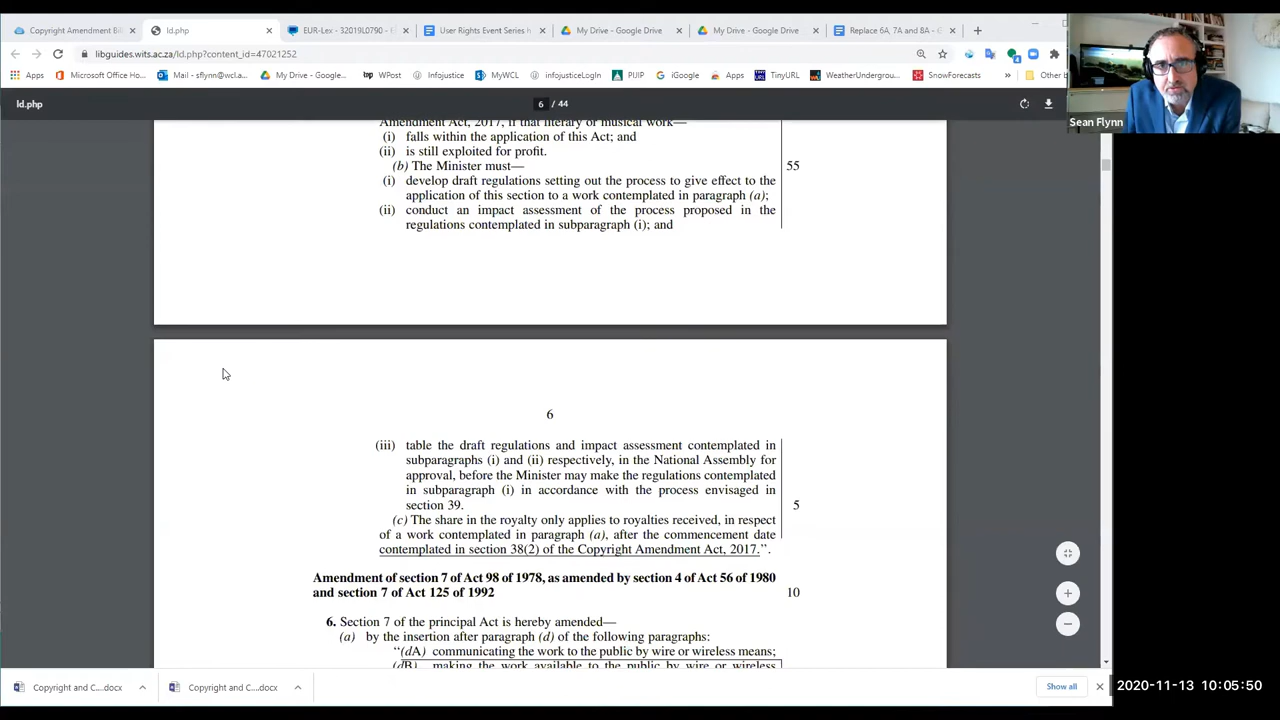 Copyright Amendment Bi
ld.php
EUR-Lex - 32019L0790 -
User Rights Event Series
My Drive - Google Drive
My Drive - Google Drive
Replace 6A, 7A and 8A -
libguides.wits.ac.za/ld.php?content_id=47021252
Apps
Microsoft Office Ho...
Mail - sflynn@wcl.a...
My Drive - Google...
WPost
Infojustice
MyWCL
infojusticeLogIn
PIJIP
iGoogle
Apps
TinyURL
WeatherUndergrou...
SnowForecasts
»
Other b
ld.php
6 / 44
Sean Flynn
Amendment Act, 2017, if that literary or musical work—
(i) falls within the application of this Act; and
(ii) is still exploited for profit.
(b) The Minister must— 55
(i) develop draft regulations setting out the process to give effect to the
application of this section to a work contemplated in paragraph (a);
(ii) conduct an impact assessment of the process proposed in the
regulations contemplated in subparagraph (i); and
6
(iii) table the draft regulations and impact assessment contemplated in
subparagraphs (i) and (ii) respectively, in the National Assembly for
approval, before the Minister may make the regulations contemplated
in subparagraph (i) in accordance with the process envisaged in
section 39. 5
(c) The share in the royalty only applies to royalties received, in respect
of a work contemplated in paragraph (a), after the commencement date
contemplated in section 38(2) of the Copyright Amendment Act, 2017.’’.
Amendment of section 7 of Act 98 of 1978, as amended by section 4 of Act 56 of 1980
and section 7 of Act 125 of 1992 10
6. Section 7 of the principal Act is hereby amended—
(a) by the insertion after paragraph (d) of the following paragraphs:
‘‘(dA) communicating the work to the public by wire or wireless means;
(dB) making the work available to the public by wire or wireless
Copyright and C....docx
Copyright and C....docx
Show all
2020-11-13 10:05:50